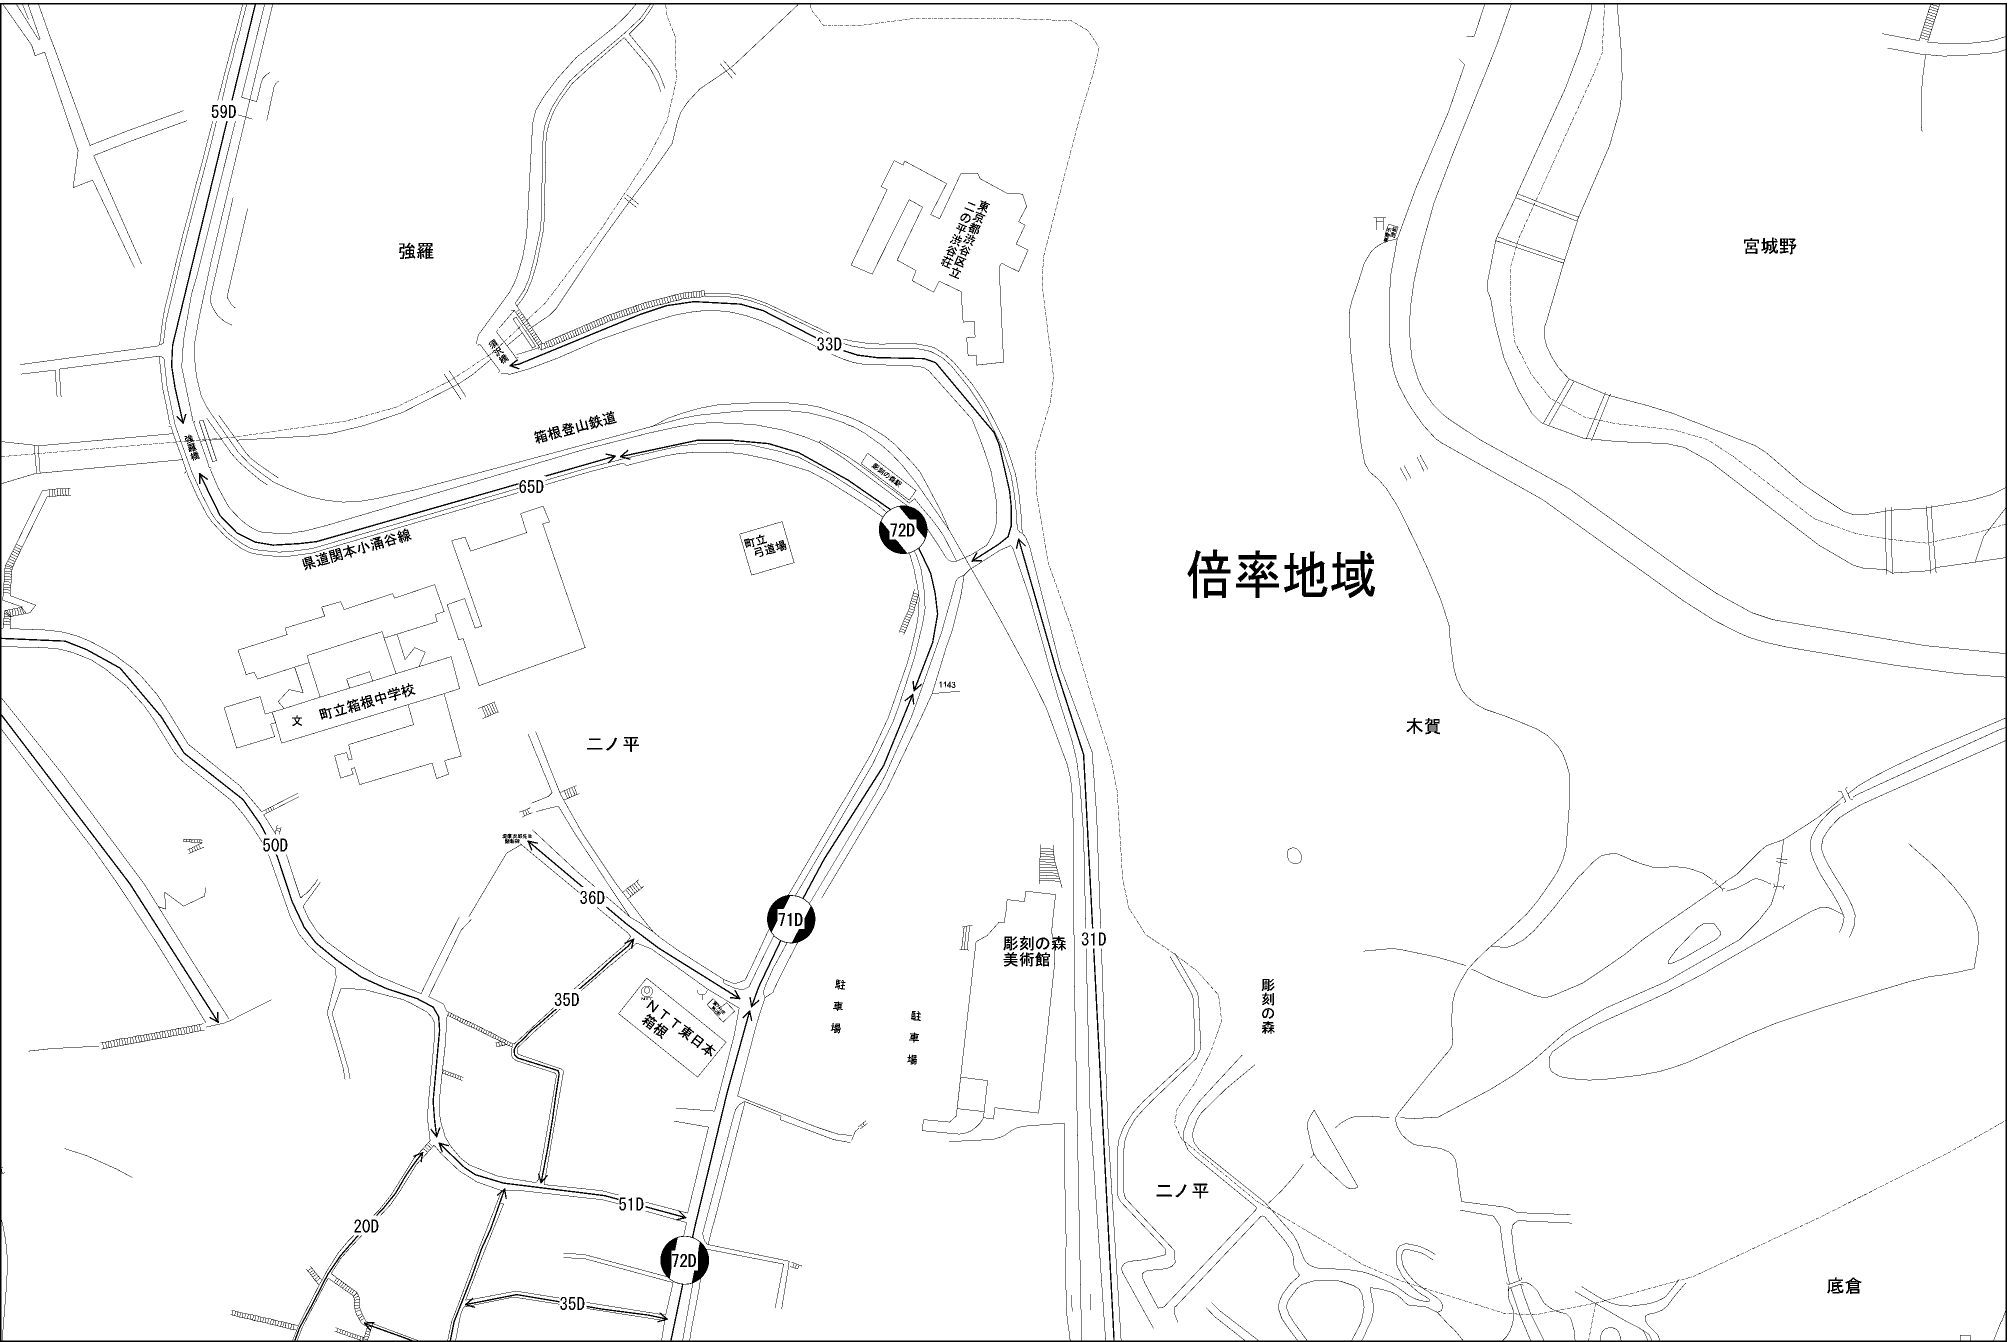 59D
強羅
東京都渋谷区立
二の平渋谷荘
宮城野
33D
強羅橋
箱根登山鉄道
彫刻の森駅
65D
県道関本小涌谷線
72D
町立
弓道場
倍率地域
1143
文 町立箱根中学校
二ノ平
木賀
50D
36D
71D
31D
彫刻の森
美術館
35D
NTT東日本
箱根
駐車場
駐車場
彫刻の森
二ノ平
51D
20D
72D
35D
底倉